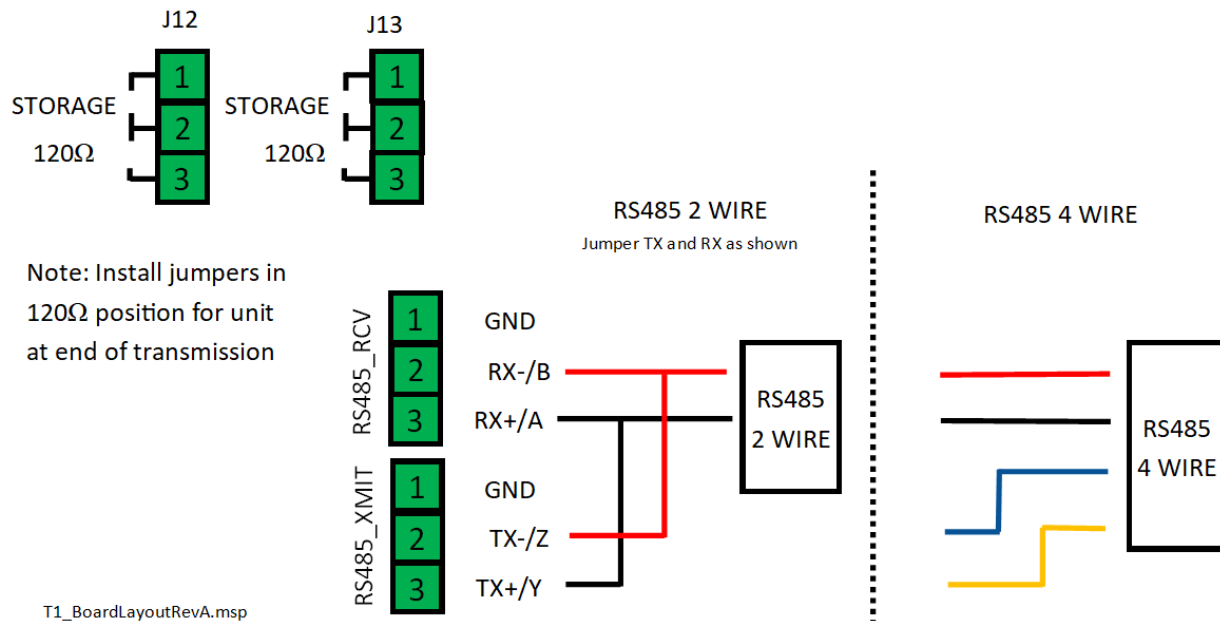 J12
J13
1
2
3
STORAGE
120Ω
1
2
3
STORAGE
120Ω
Note: Install jumpers in
120Ω position for unit
at end of transmission
RS485 2 WIRE
Jumper TX and RX as shown
RS485 4 WIRE
RS485_RCV
1
GND
2
RX-/B
3
RX+/A
RS485_XMIT
1
GND
2
TX-/Z
3
TX+/Y
RS485
2 WIRE
RS485
4 WIRE
T1_BoardLayoutRevA.msp